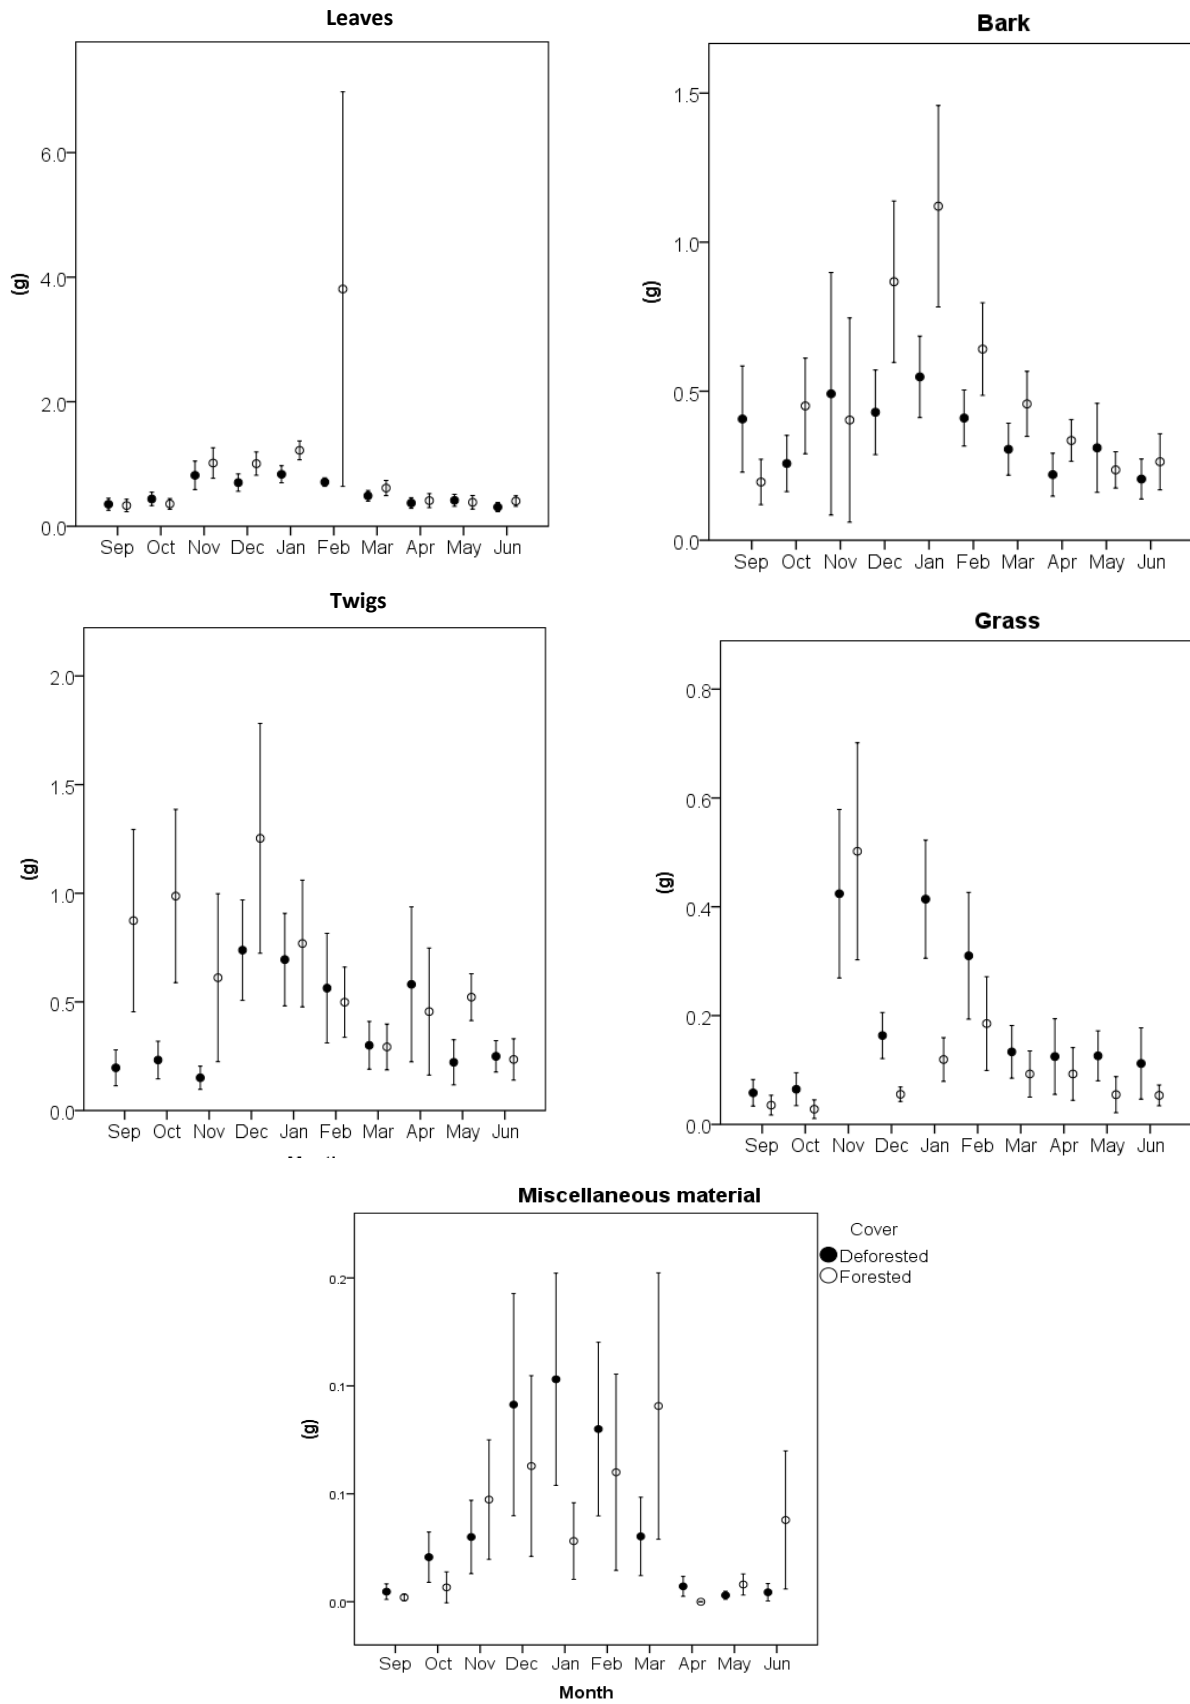 Leaves
6.0
4.0
2.0
0.0
(g)
Sep Oct Nov Dec Jan Feb Mar Apr May Jun
Bark
1.5
1.0
0.5
0.0
(g)
Sep Oct Nov Dec Jan Feb Mar Apr May Jun
Twigs
2.0
1.5
1.0
0.5
0.0
(g)
Sep Oct Nov Dec Jan Feb Mar Apr May Jun
Grass
0.8
0.6
0.4
0.2
0.0
(g)
Sep Oct Nov Dec Jan Feb Mar Apr May Jun
Miscellaneous material
0.2
0.1
0.1
0.0
(g)
Sep Oct Nov Dec Jan Feb Mar Apr May Jun
Month
Cover
Deforested
Forested